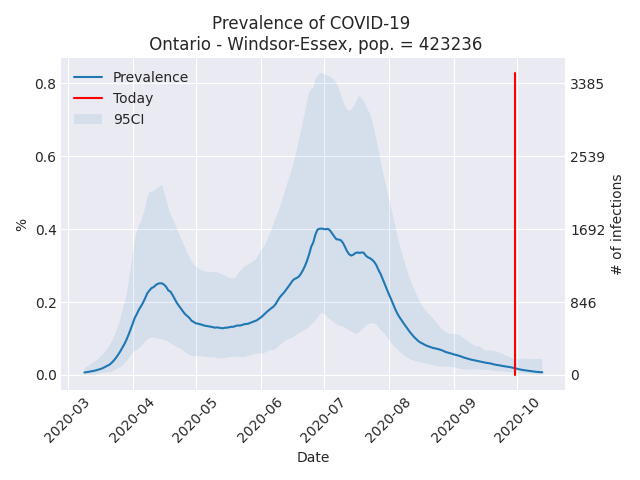 Prevalence of COVID-19
Ontario - Windsor-Essex, pop. = 423236
Prevalence
Today
95CI
0.8
0.6
0.4
0.2
0.0
%
3385
2539
1692
846
0
# of infections
2020-03
2020-04
2020-05
2020-06
2020-07
2020-08
2020-09
2020-10
Date